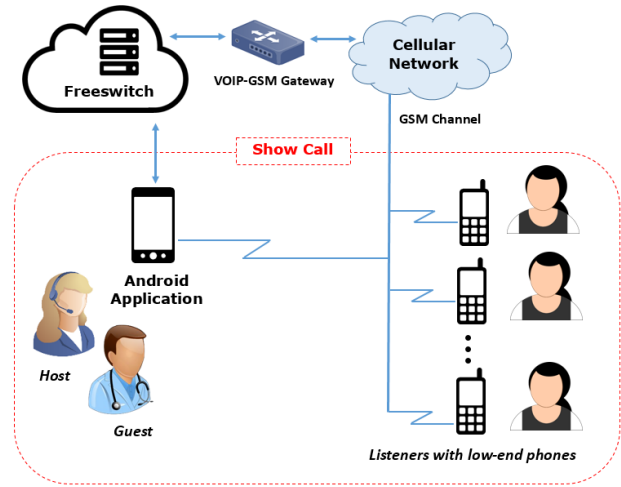 Freeswitch
VOIP-GSM Gateway
Cellular
Network
GSM Channel
Show Call
Android
Application
Host
Guest
Listeners with low-end phones